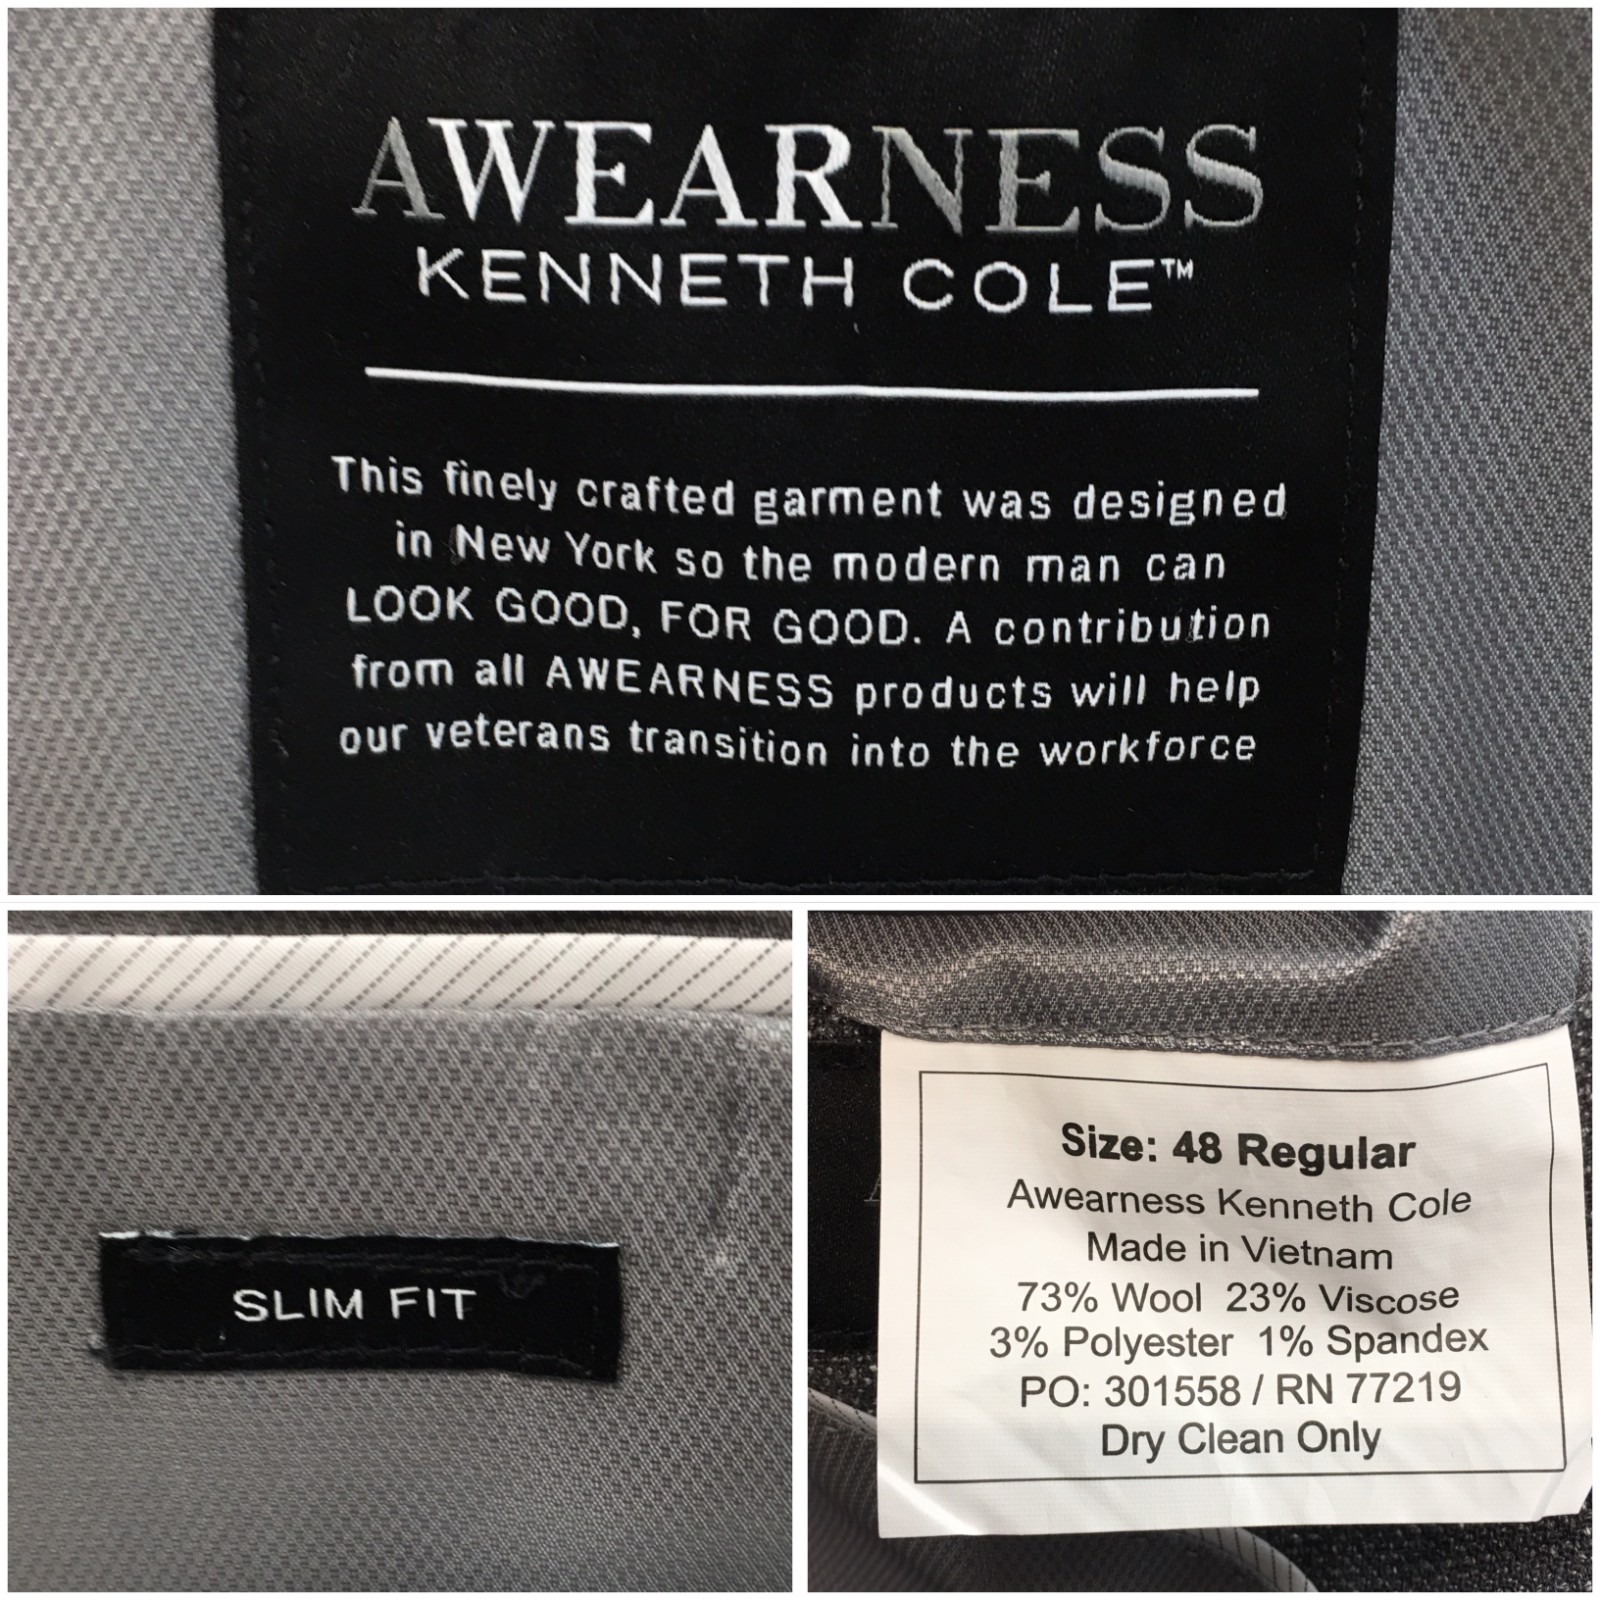 AWEARNESS
KENNETH COLE™
This finely crafted garment was designed
in New York so the modern man can
LOOK GOOD, FOR GOOD. A contribution
from all AWEARNESS products will help
our veterans transition into the workforce
SLIM FIT
Size: 48 Regular
Awearness Kenneth Cole
Made in Vietnam
73% Wool 23% Viscose
3% Polyester 1% Spandex
PO: 301558 / RN 77219
Dry Clean Only